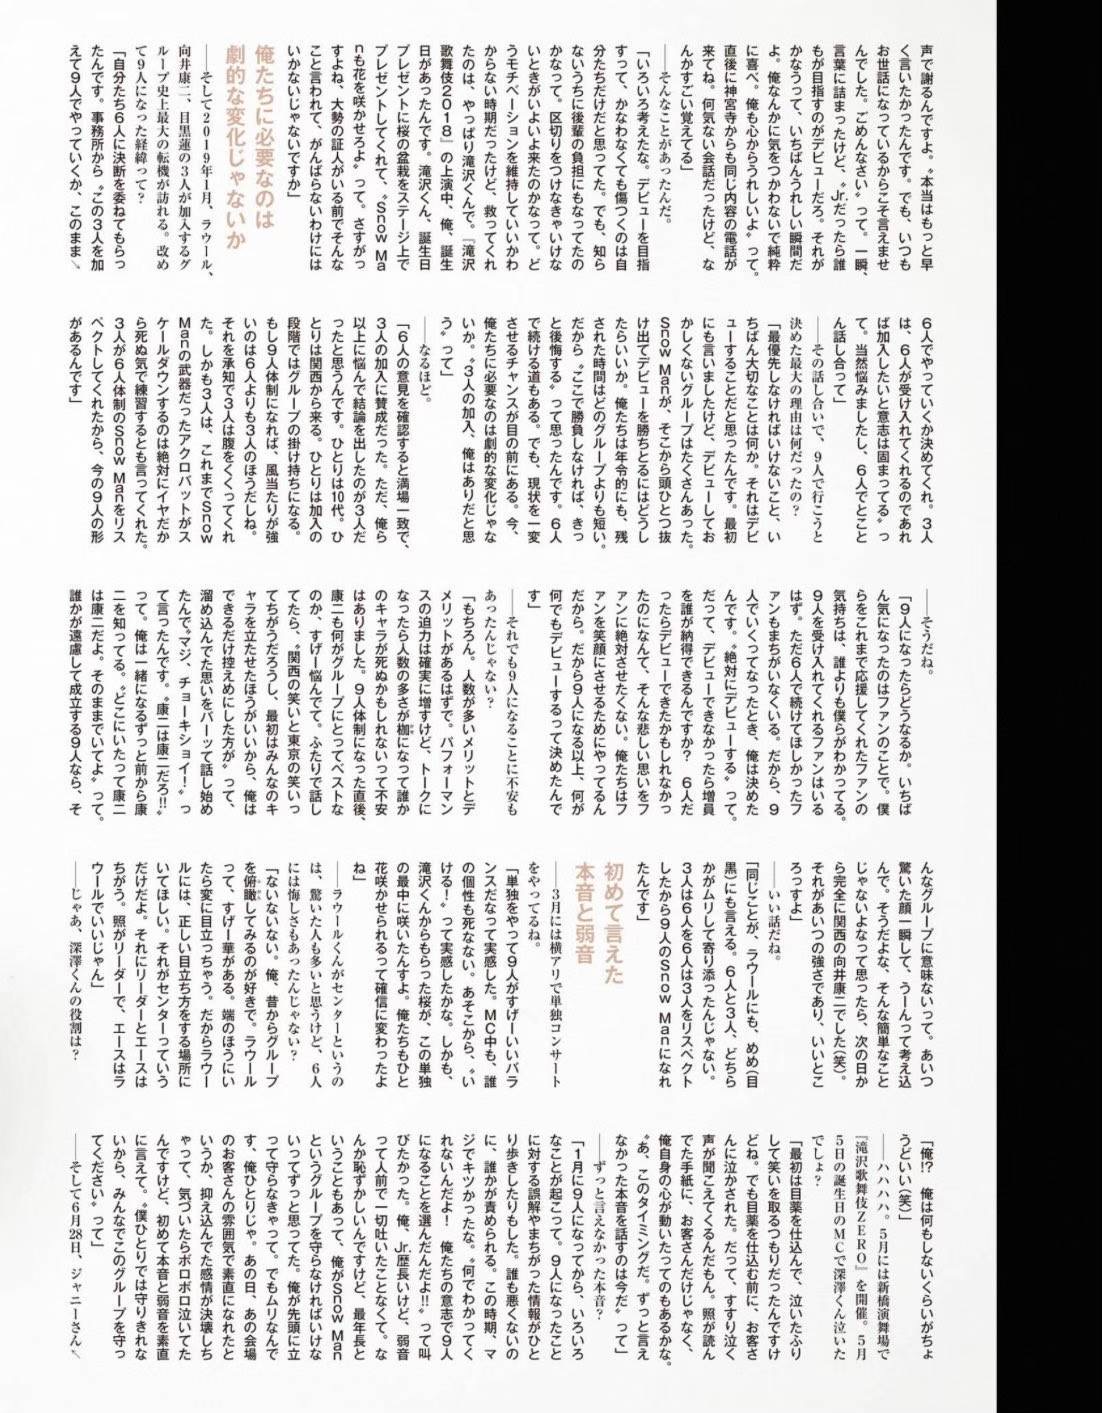 声で謝るんですよ。〝本当はもっと早
く言いたかったんです。でも、いつも
お世話になっているからこそ言えませ
んでした。ごめんなさい〟って。一瞬、
言葉に詰まったけど、〝Jr.だったら誰
もが目指すのがデビューだろ。それが
かなうって、いちばんうれしい瞬間だ
よ。俺なんかに気をつかわないで純粋
に喜べ。俺も心からうれしいよ〟って。
直後に神宮寺からも同じ内容の電話が
来てね。何気ない会話だったけど、な
んかすごい覚えてる」
――そんなことがあったんだ。
「いろいろ考えたな。デビューを目指
すって、かなわなくても傷つくのは自
分たちだけだと思ってた。でも、知ら
ないうちに後輩の負担にもなってたの
かなって。区切りをつけなきゃいけな
いときがいよいよ来たのかなって。ど
うモチベーションを維持していいかわ
からない時期だったけど、救ってくれ
たのは、やっぱり滝沢くんで。『滝沢
歌舞伎2018』の上演中、俺、誕生
日があったんです。滝沢くん、誕生日
プレゼントに桜の盆栽をステージ上で
プレゼントしてくれて、〝Snow Ma
nも花を咲かせろよ〟って。さすがっ
すよね、大勢の証人がいる前でそんな
こと言われて、がんばらないわけには
いかないじゃないですか」
俺たちに必要なのは
劇的な変化じゃないか
――そして2019年1月、ラウール、
向井康二、目黒蓮の3人が加入するグ
ループ史上最大の転機が訪れる。改め
て9人になった経緯って?
「自分たち6人に決断を委ねてもらっ
たんです。事務所から〝この3人を加
えて9人でやっていくか、このまま↘
6人でやっていくか決めてくれ。3人
は、6人が受け入れてくれるのであれ
ば加入したいと意志は固まってる〟っ
て。当然悩みましたし、6人でとこと
ん話し合って」
――その話し合いで、9人で行こうと
決めた最大の理由は何だったの?
「最優先しなければいけないこと、い
ちばん大切なことは何か。それはデビ
ューすることだと思ったんです。最初
にも言いましたけど、デビューしてお
かしくないグループはたくさんあった。
Snow Manが、そこから頭ひとつ抜
け出てデビューを勝ちとるにはどうし
たらいいか。俺たちは年令的にも、残
された時間はどのグループよりも短い。
だから〝ここで勝負しなければ、きっ
と後悔する〟って思ったんです。6人
で続ける道もある。でも、現状を一変
させるチャンスが目の前にある。今、
俺たちに必要なのは劇的な変化じゃな
いか。〝3人の加入、俺はありだと思
う〟って」
――なるほど。
「6人の意見を確認すると満場一致で、
3人の加入に賛成だった。ただ、俺ら
以上に悩んで結論を出したのが3人だ
ったと思うんです。ひとりは10代。ひ
とりは関西から来る。ひとりは加入の
段階ではグループの掛け持ちになる。
もし9人体制になれば、風当たりが強
いのは6人よりも3人のほうだしね。
それを承知で3人は腹をくくってくれ
た。しかも3人は、これまでSnow
Manの武器だったアクロバットがス
ケールダウンするのは絶対にイヤだか
ら死ぬ気で練習するとも言ってくれた。
3人が6人体制のSnow Manをリス
ペクトしてくれたから、今の9人の形
があるんです」
――そうだね。
「9人になったらどうなるか。いちば
ん気になったのはファンのことで。僕
らをこれまで応援してくれたファンの
気持ちは、誰よりも僕らがわかってる。
9人を受け入れてくれるファンはいる
はず。ただ6人で続けてほしかったフ
ァンもまちがいなくいる。だから、9
人でいくってなったとき、俺は決めた
んです。〝絶対にデビューする〟って。
だって、デビューできなかったら増員
を誰が納得できるんですか? 6人だ
ったらデビューできたかもしれなかっ
たのになんて、そんな悲しい思いをフ
ァンに絶対させたくない。俺たちはフ
ァンを笑顔にさせるためにやってるん
だから。だから9人になる以上、何が
何でもデビューするって決めたんで
す」
――それでも9人になることに不安も
あったんじゃない?
「もちろん。人数が多いメリットとデ
メリットがあるはずで。パフォーマン
スの迫力は確実に増すけど、トークに
なったら人数の多さが枷になって誰か
のキャラが死ぬかもしれないって不安
はありました。9人体制になった直後、
康二も何がグループにとってベストな
のか、すげー悩んでて。ふたりで話し
てたら、〝関西の笑いと東京の笑いっ
てちがうだろうし、最初はみんなのキ
ャラを立たせたほうがいいから、俺は
できるだけ控えめにした方が〟って、
溜め込んでた思いをバーッて話し始め
たんで〝マジ、チョーキショイ!〟っ
て言ったんです。〝康二は康二だろ!!〟
って。俺は一緒になるずっと前から康
二を知ってる。〝どこにいたって康二
は康二だよ。そのままでいてよ〟って。
誰かが遠慮して成立する9人なら、そ
んなグループに意味ないって。あいつ
驚いた顔一瞬して、うーんって考え込
んで。そうだよな、そんな簡単なこと
じゃないよなって思ったら、次の日か
ら完全に関西の向井康二でした(笑)。
それがあいつの強さであり、いいとこ
ろっすよ」
――いい話だね。
「同じことが、ラウールにも、めめ(目
黒)にも言える。6人と3人、どちら
かがムリして寄り添ったんじゃない。
3人は6人を6人は3人をリスペクト
したから9人のSnow Manになれ
たんです」
初めて言えた
本音と弱音
――3月には横アリで単独コンサート
をやってるね。
「単独をやって9人がすげーいいバラ
ンスだなって実感した。MC中も、誰
の個性も死なない。あそこから、〝い
ける!〟って実感したかな。しかも、
滝沢くんからもらった桜が、この単独
の最中に咲いたんすよ。俺たちもひと
花咲かせられるって確信に変わったよ
ね」
――ラウールくんがセンターというの
は、驚いた人も多いと思うけど、6人
には悔しさもあったんじゃない?
「ないないない。俺、昔からグループ
を俯瞰してみるのが好きで。ラウール
って、すげー華がある。端のほうにい
たら変に目立っちゃう。だからラウー
ルには、正しい目立ち方をする場所に
いてほしい。それがセンターっていう
だけだよ。それにリーダーとエースは
ちがう。照がリーダーで、エースはラ
ウールでいいじゃん」
――じゃあ、深澤くんの役割は?
「俺!? 俺は何もしないくらいがちょ
うどいい(笑)」
――ハハハハ。5月には新橋演舞場で
『滝沢歌舞伎ZERO』を開催。5月
5日の誕生日のMCで深澤くん泣いた
でしょ?
「最初は目薬を仕込んで、泣いたふり
して笑いを取るつもりだったんですけ
どね。でも目薬を仕込む前に、お客さ
んに泣かされた。だって、すすり泣く
声が聞こえてくるんだもん。照が読ん
でた手紙に、お客さんだけじゃなく、
俺自身の心が動いたってのもあるかな。
〝あ、このタイミングだ。ずっと言え
なかった本音を話すのは今だ〟って」
――ずっと言えなかった本音?
「1月に9人になってから、いろいろ
なことが起こって。9人になったこと
に対する誤解やまちがった情報がひと
り歩きしたりもした。誰も悪くないの
に、誰かが責められる。この時期、マ
ジでキツかったな。〝何でわかってく
れないんだよ! 俺たちの意志で9人
になることを選んだんだよ!!〟って叫
びたかった。俺、Jr.歴長いけど、弱音
って人前で一切吐いたことなくて。な
んか恥ずかしいんですけど、最年長と
いうこともあって、俺がSnow Man
というグループを守らなければいけな
いってずっと思ってた。俺が先頭に立
って守らなきゃって。でもムリなんで
す、俺ひとりじゃ。あの日、あの会場
のお客さんの雰囲気で素直になれたと
いうか、抑え込んでた感情が決壊しち
ゃって、気づいたらボロボロ泣いてた
んですけど、初めて本音と弱音を素直
に言えて。〝僕ひとりでは守りきれな
いから、みんなでこのグループを守っ
てください〟って」
――そして6月28日、ジャニーさん↖